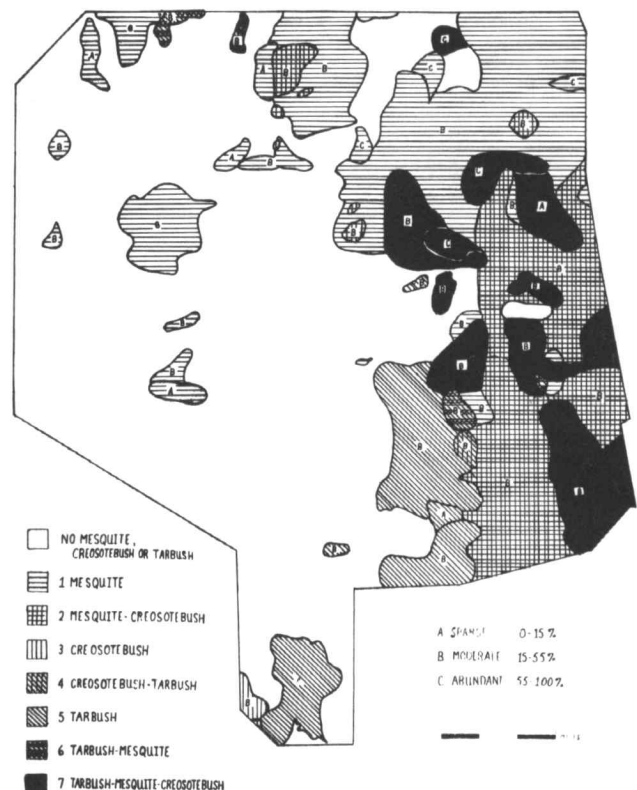 NO MESQUITE,
CREOSOTEBUSH OR TARBUSH
1 MESQUITE
2 MESQUITE-CREOSOTEBUSH
3 CREOSOTEBUSH
4 CREOSOTEBUSH-TARBUSH
5 TARBUSH
6 TARBUSH-MESQUITE
7 TARBUSH-MESQUITE-CREOSOTEBUSH
A SPARSE 0-15%
B MODERATE 15-55%
C ABUNDANT 55-100%